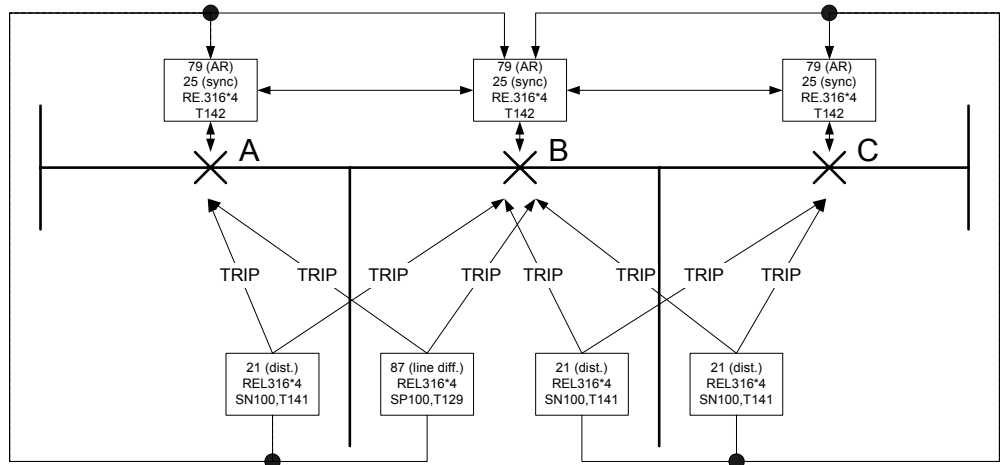 79 (AR)
25 (sync)
RE.316*4
T142
79 (AR)
25 (sync)
RE.316*4
T142
79 (AR)
25 (sync)
RE.316*4
T142
A
B
C
TRIP
TRIP
TRIP
TRIP
TRIP
TRIP
TRIP
TRIP
21 (dist.)
REL316*4
SN100,T141
87 (line diff.)
REL316*4
SP100,T129
21 (dist.)
REL316*4
SN100,T141
21 (dist.)
REL316*4
SN100,T141